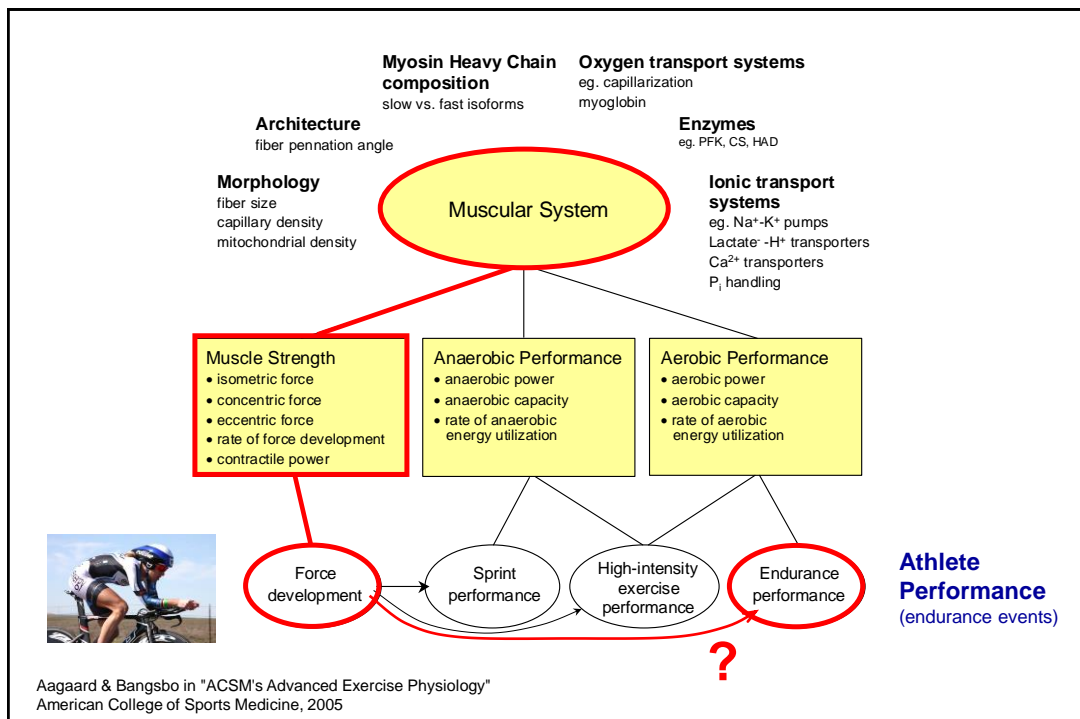 Myosin Heavy Chain
composition
slow vs. fast isoforms
Oxygen transport systems
eg. capillarization
myoglobin
Architecture
fiber pennation angle
Enzymes
eg. PFK, CS, HAD
Morphology
fiber size
capillary density
mitochondrial density
Muscular System
Ionic transport
systems
eg. Na⁺-K⁺ pumps
Lactate⁻ -H⁺ transporters
Ca²⁺ transporters
Pᵢ handling
Muscle Strength
• isometric force
• concentric force
• eccentric force
• rate of force development
• contractile power
Anaerobic Performance
• anaerobic power
• anaerobic capacity
• rate of anaerobic
energy utilization
Aerobic Performance
• aerobic power
• aerobic capacity
• rate of aerobic
energy utilization
Force
development
Sprint
performance
High-intensity
exercise
performance
Endurance
performance
Athlete
Performance
(endurance events)
?
Aagaard & Bangsbo in "ACSM's Advanced Exercise Physiology"
American College of Sports Medicine, 2005